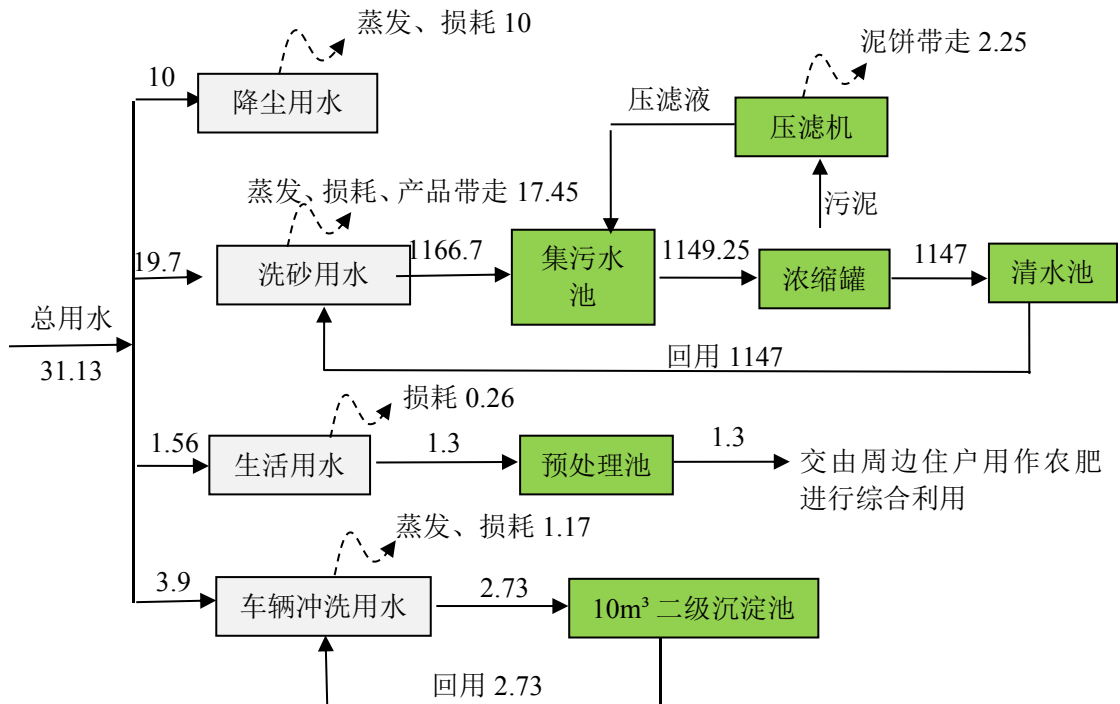 蒸发、损耗 10
泥饼带走 2.25
10
降尘用水
压滤液
压滤机
蒸发、损耗、产品带走 17.45
污泥
19.7
洗砂用水
1166.7
集污水
池
1149.25
浓缩罐
1147
清水池
总用水
31.13
回用 1147
损耗 0.26
1.56
生活用水
1.3
预处理池
1.3
交由周边住户用作农肥
进行综合利用
蒸发、损耗 1.17
3.9
车辆冲洗用水
2.73
10m³ 二级沉淀池
回用 2.73